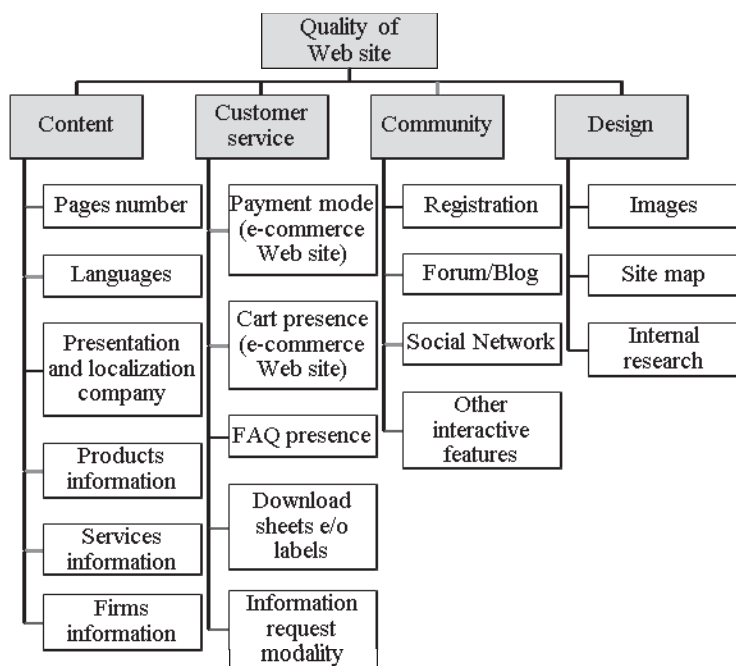 Quality of
Web site
Content
Customer
service
Community
Design
Pages number
Languages
Presentation
and localization
company
Products
information
Services
information
Firms
information
Payment mode
(e-commerce
Web site)
Cart presence
(e-commerce
Web site)
FAQ presence
Download
sheets e/o
labels
Information
request
modality
Registration
Forum/Blog
Social Network
Other
interactive
features
Images
Site map
Internal
research